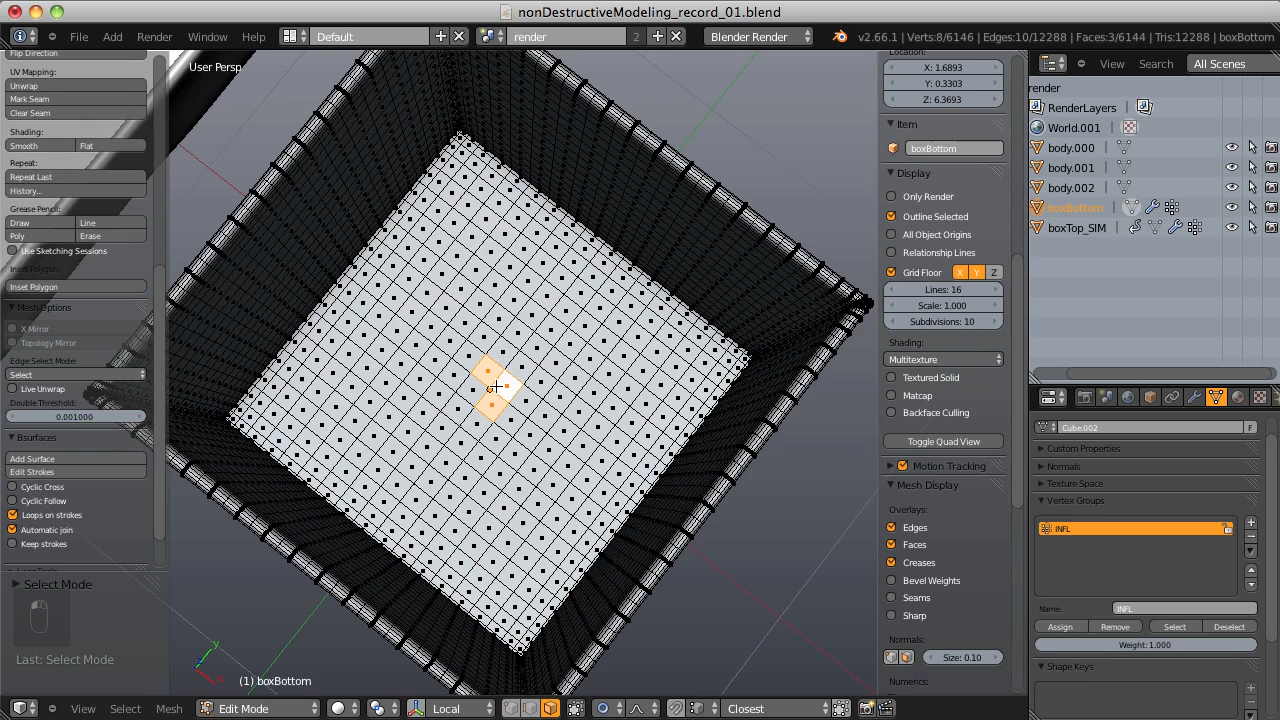 nonDestructiveModeling_record_01.blend
File Add Render Window Help Default render 2 Blender Render v2.66.1 | Verts:8/6146 | Edges:10/12288 | Faces:3/6144 | Tris:12288 | boxBottom
Flip Direction
UV Mapping:
Unwrap
Mark Seam
Clear Seam
Shading:
Smooth Flat
Repeat:
Repeat Last
History...
Grease Pencil:
Draw Line
Poly Erase
Use Sketching Sessions
Inset Polygon:
Inset Polygon
Mesh Options
X Mirror
Topology Mirror
Edge Select Mode:
Select
Live Unwrap
Double Threshold:
0.001000
Bsurfaces
Add Surface
Edit Strokes
Cyclic Cross
Cyclic Follow
Loops on strokes
Automatic join
Keep strokes
Select Mode
Last: Select Mode
User Persp
y
x
(1) boxBottom
Location:
X: 1.6893
Y: 0.3303
Z: 6.3693
Item
boxBottom
Display
Only Render
Outline Selected
All Object Origins
Relationship Lines
Grid Floor X Y Z
Lines: 16
Scale: 1.000
Subdivisions: 10
Shading:
Multitexture
Textured Solid
Matcap
Backface Culling
Toggle Quad View
Motion Tracking
Mesh Display
Overlays:
Edges
Faces
Creases
Bevel Weights
Seams
Sharp
Normals:
Size: 0.10
Numerics:
View Search All Scenes
render
RenderLayers
World.001
body.000
body.001
body.002
boxBottom
boxTop_SIM
Cube.002 F
Custom Properties
Normals
Texture Space
Vertex Groups
INFL
Name: INFL
Assign Remove Select Deselect
Weight: 1.000
Shape Keys
View Select Mesh Edit Mode Local Closest